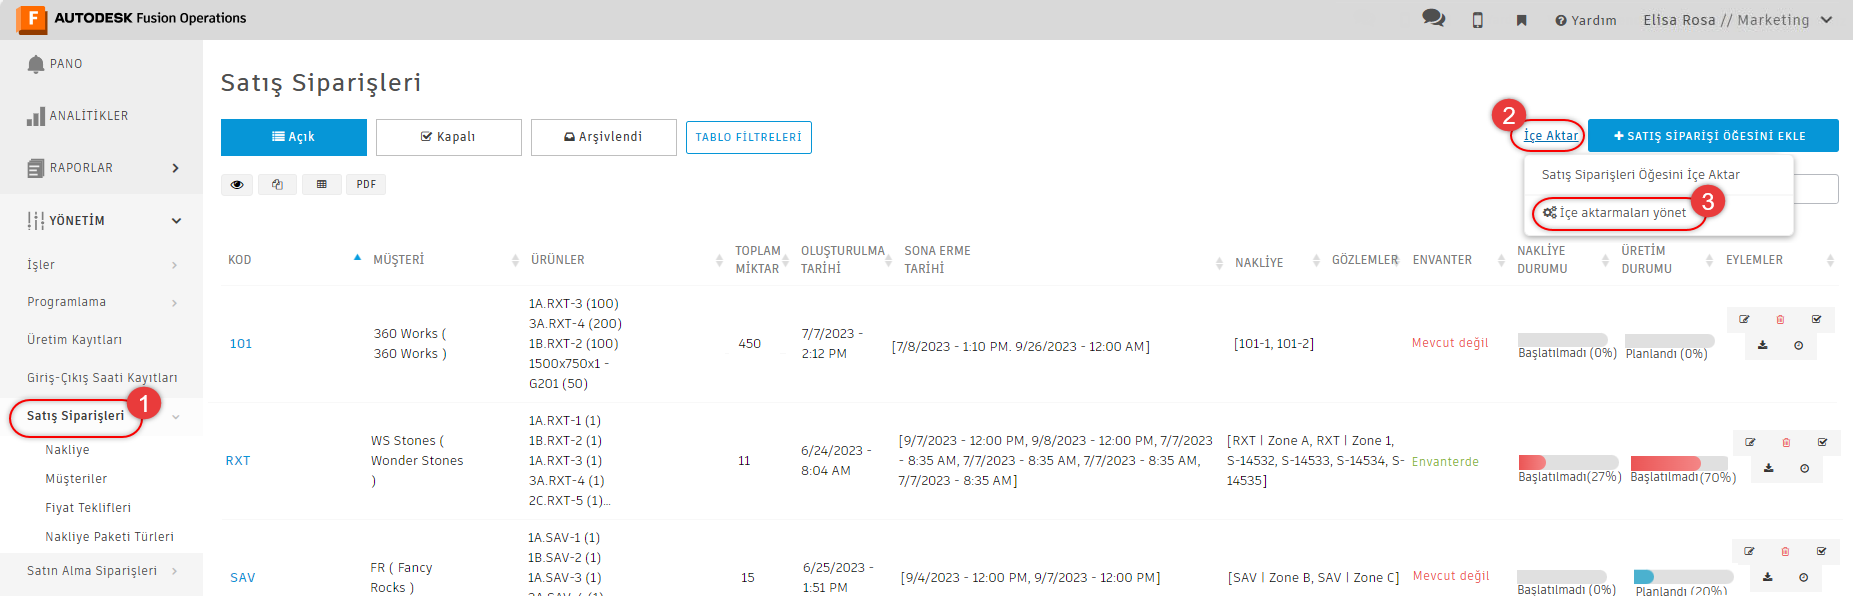 AUTODESK Fusion Operations
Yardım
Elisa Rosa // Marketing
PANO
ANALİTİKLER
RAPORLAR
YÖNETİM
İşler
Programlama
Üretim Kayıtları
Giriş-Çıkış Saati Kayıtları
Satış Siparişleri
1
Nakliye
Müşteriler
Fiyat Teklifleri
Nakliye Paketi Türleri
Satın Alma Siparişleri
Satış Siparişleri
Açık
Kapalı
Arşivlendi
TABLO FİLTRELERİ
2
İçe Aktar
SATIŞ SİPARİŞİ ÖĞESİNİ EKLE
PDF
Satış Siparişleri Öğesini İçe Aktar
İçe aktarmaları yönet
3
KOD
MÜŞTERİ
ÜRÜNLER
TOPLAM
MİKTAR
OLUŞTURULMA
TARİHİ
SONA ERME
TARİHİ
NAKLİYE
GÖZLEMLER
ENVANTER
NAKLİYE
DURUMU
ÜRETİM
DURUMU
EYLEMLER
101
360 Works (
360 Works )
1A.RXT-3 (100)
3A.RXT-4 (200)
1B.RXT-2 (100)
1500x750x1 -
G201 (50)
450
7/7/2023 -
2:12 PM
[7/8/2023 - 1:10 PM. 9/26/2023 - 12:00 AM]
[101-1, 101-2]
Mevcut değil
Başlatılmadı (0%)
Planlandı (0%)
RXT
WS Stones (
Wonder Stones
)
1A.RXT-1 (1)
1B.RXT-2 (1)
1A.RXT-3 (1)
3A.RXT-4 (1)
2C.RXT-5 (1)...
11
6/24/2023 -
8:04 AM
[9/7/2023 - 12:00 PM, 9/8/2023 - 12:00 PM, 7/7/2023
- 8:35 AM, 7/7/2023 - 8:35 AM, 7/7/2023 - 8:35 AM,
7/7/2023 - 8:35 AM]
[RXT | Zone A, RXT | Zone 1,
S-14532, S-14533, S-14534, S-
14535]
Envanterde
Başlatılmadı(27%)
Başlatılmadı(70%)
SAV
FR ( Fancy
Rocks )
1A.SAV-1 (1)
1B.SAV-2 (1)
1A.SAV-3 (1)
3A.SAV-4 (1)
15
6/25/2023 -
1:51 PM
[9/4/2023 - 12:00 PM, 9/7/2023 - 12:00 PM]
[SAV | Zone B, SAV | Zone C]
Mevcut değil
Başlatılmadı (0%)
Planlandı (20%)